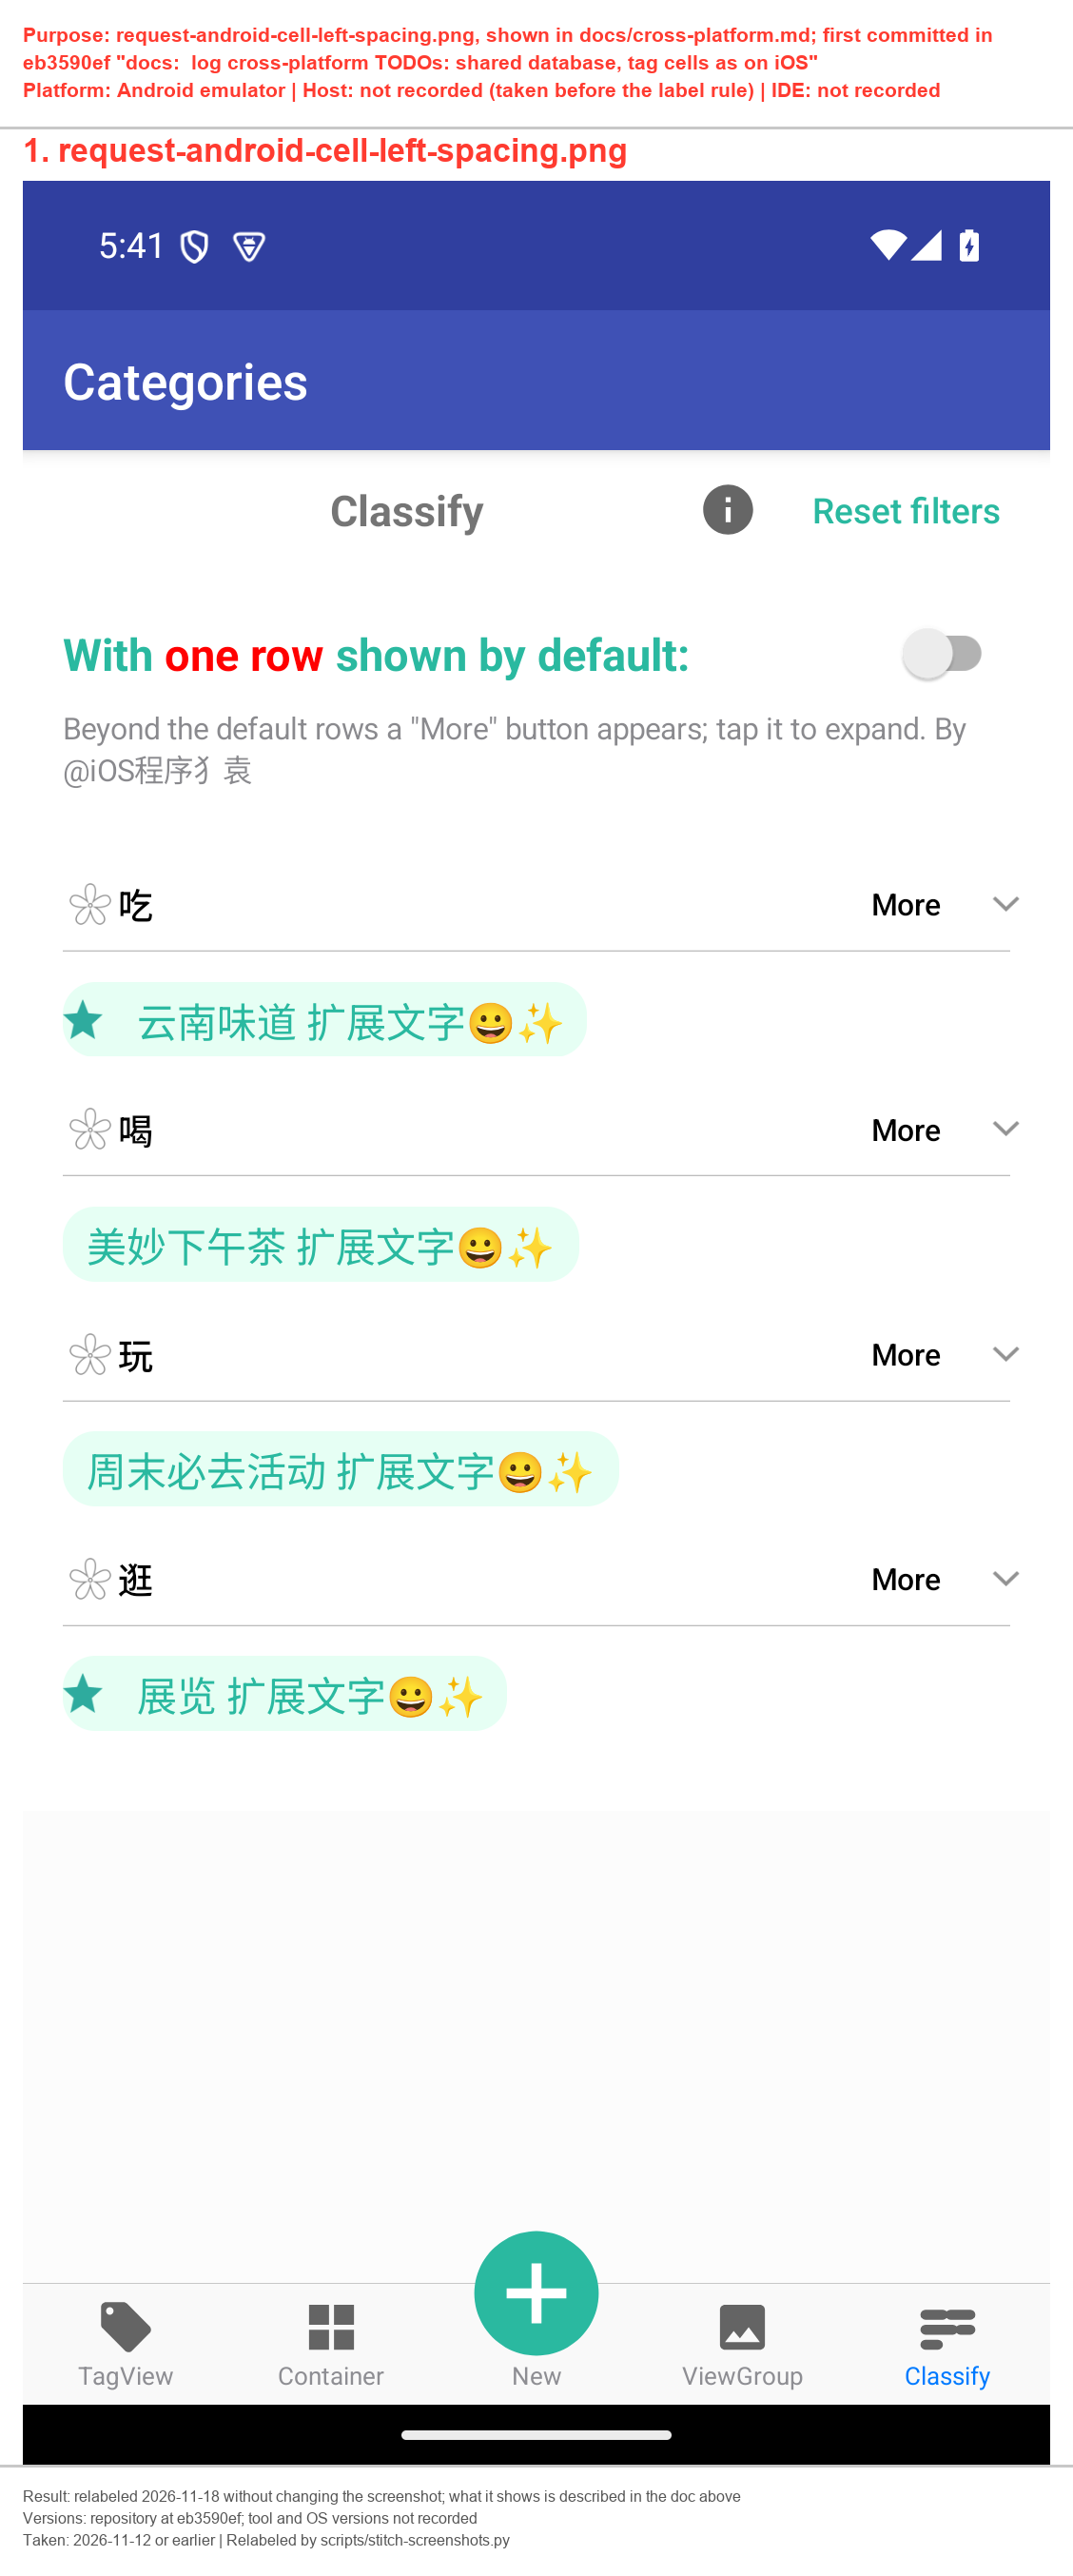 Purpose: request-android-cell-left-spacing.png, shown in docs/cross-platform.md; first committed in
eb3590ef "docs:  log cross-platform TODOs: shared database, tag cells as on iOS"
Platform: Android emulator | Host: not recorded (taken before the label rule) | IDE: not recorded
1. request-android-cell-left-spacing.png
5:41
Categories
Classify
Reset filters
With one row shown by default:
Beyond the default rows a "More" button appears; tap it to expand. By
@iOS程序犭袁
吃 More
云南味道 扩展文字😀✨
喝 More
美妙下午茶 扩展文字😀✨
玩 More
周末必去活动 扩展文字😀✨
逛 More
展览 扩展文字😀✨
TagView Container New ViewGroup Classify
Result: relabeled 2026-11-18 without changing the screenshot; what it shows is described in the doc above
Versions: repository at eb3590ef; tool and OS versions not recorded
Taken: 2026-11-12 or earlier | Relabeled by scripts/stitch-screenshots.py